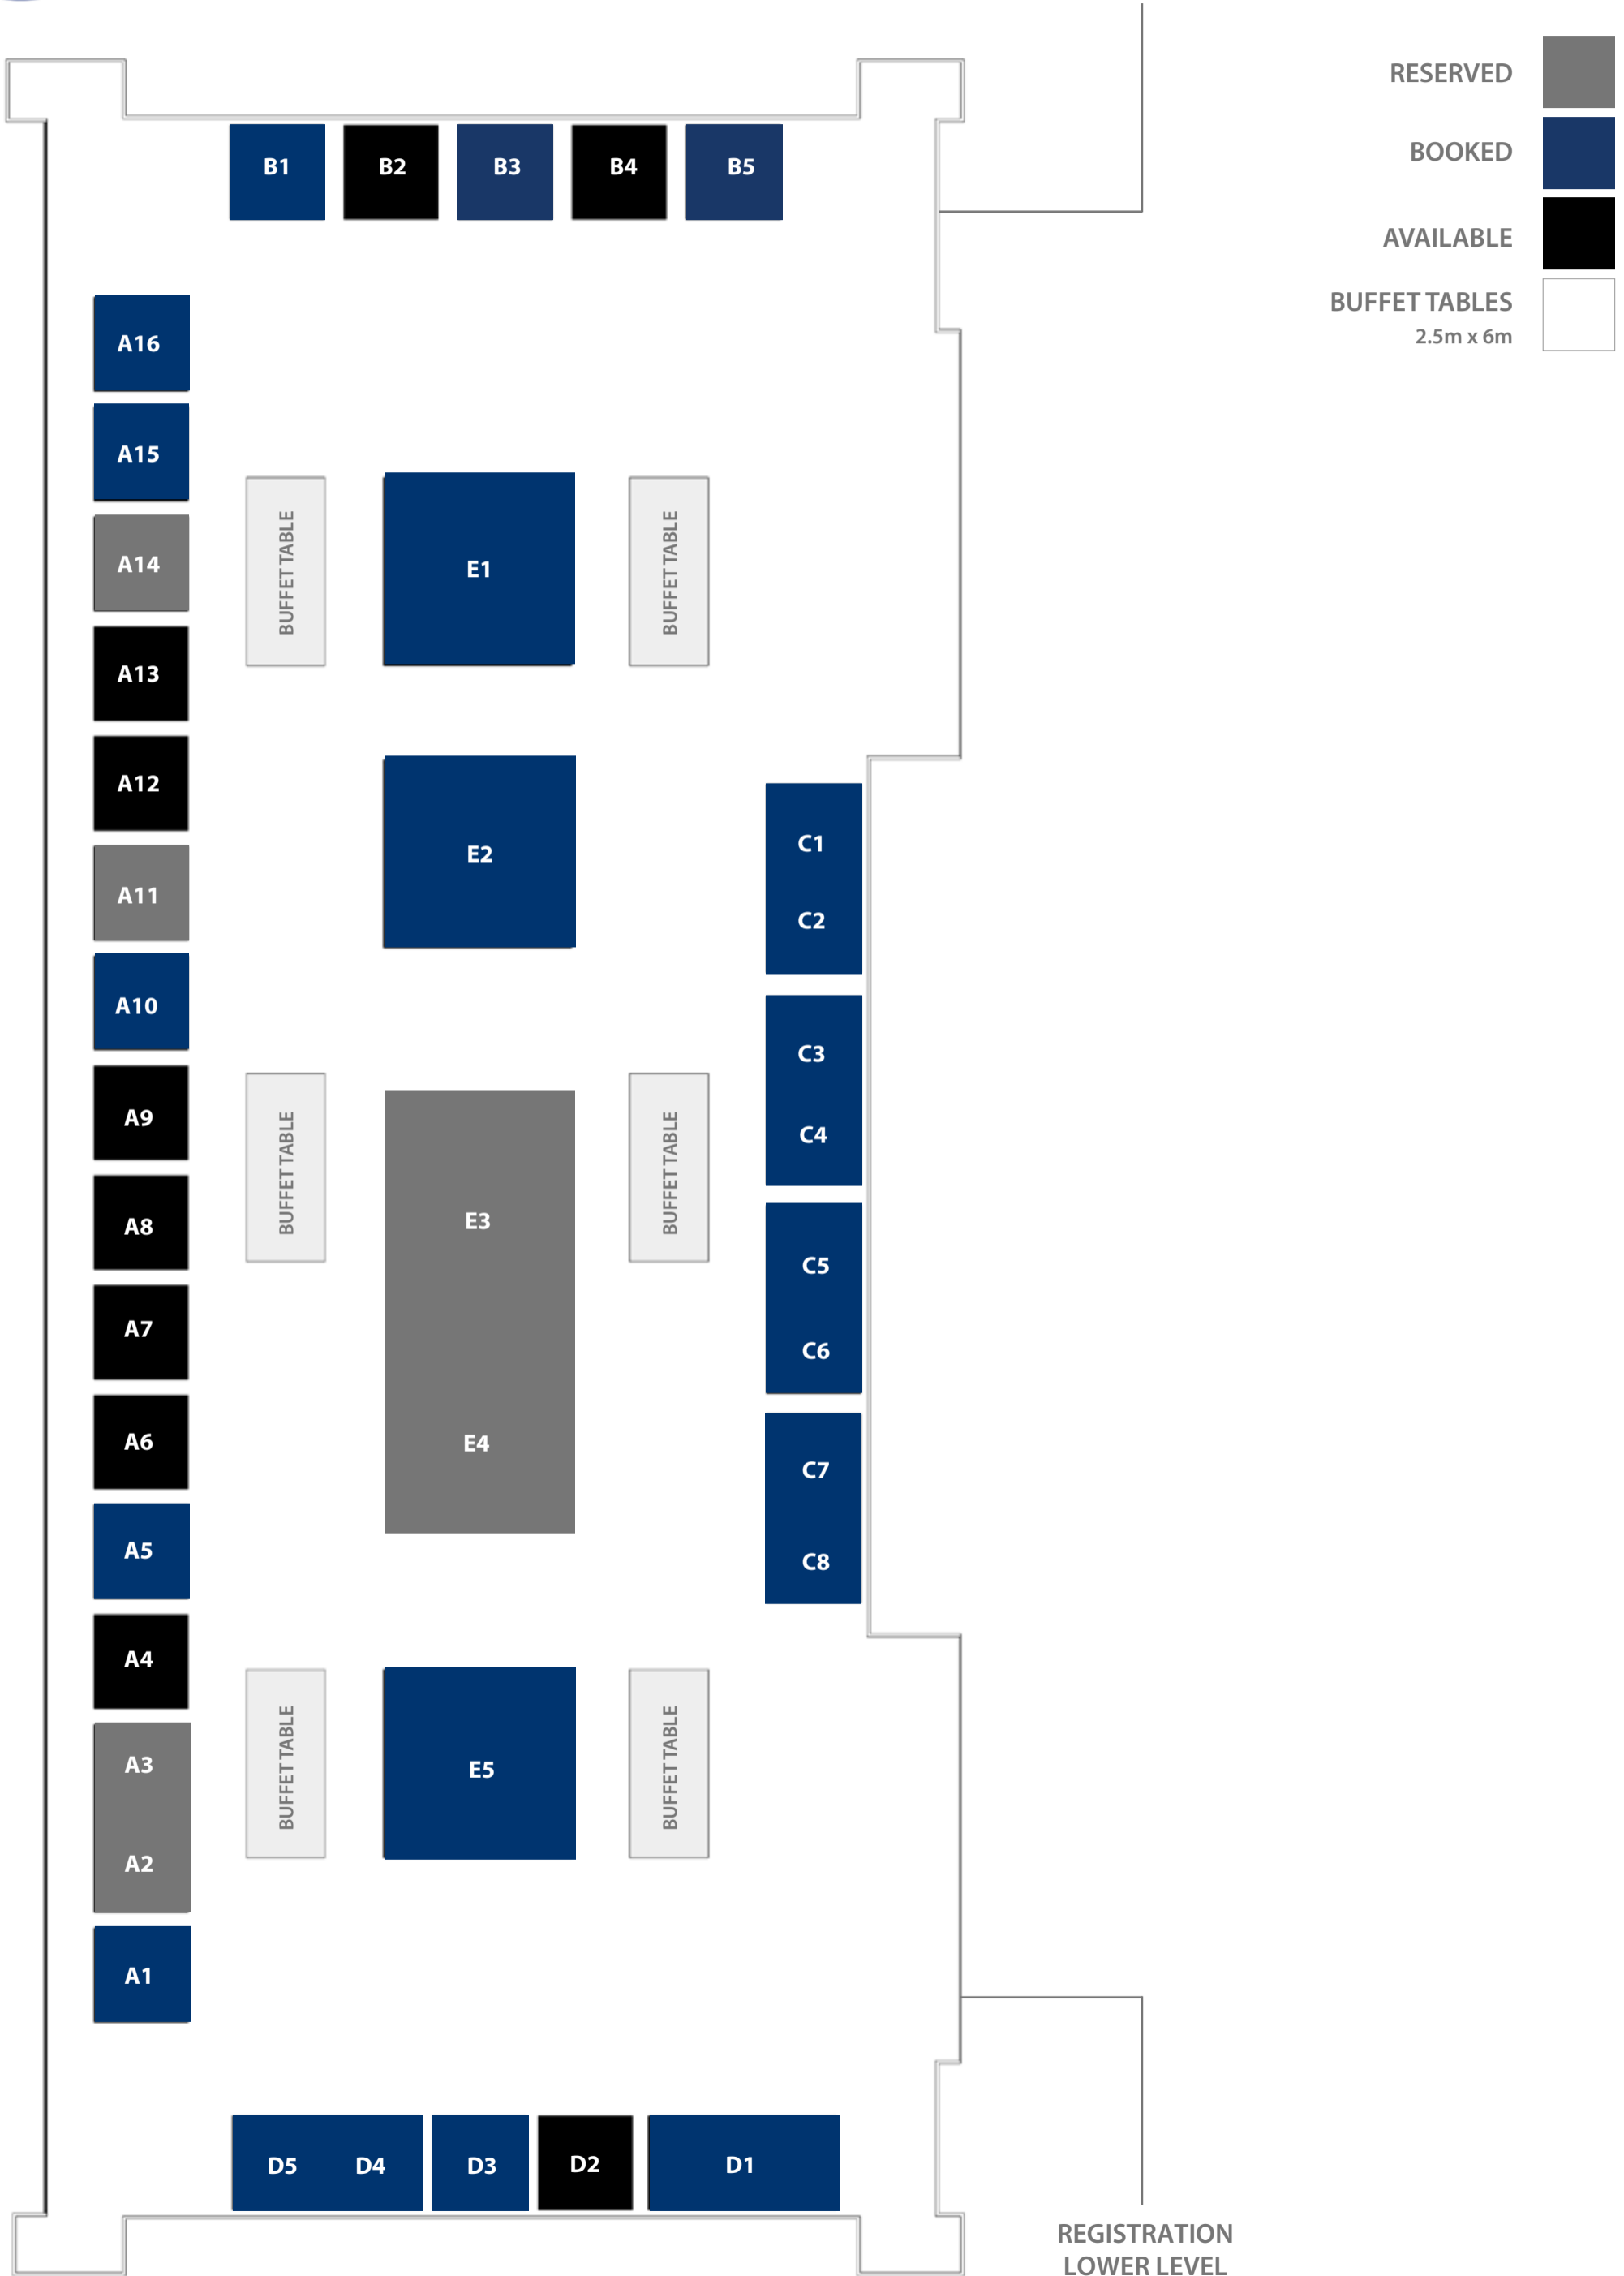 RESERVED
BOOKED
AVAILABLE
BUFFET TABLES
2.5m x 6m
B1 B2 B3 B4 B5
A16
A15
A14
A13
A12
A11
A10
A9
A8
A7
A6
A5
A4
A3
A2
A1
BUFFET TABLE
E1
BUFFET TABLE
E2
C1
C2
C3
C4
BUFFET TABLE
E3
BUFFET TABLE
C5
C6
E4
C7
C8
BUFFET TABLE
E5
BUFFET TABLE
D5 D4 D3 D2 D1
REGISTRATION
LOWER LEVEL